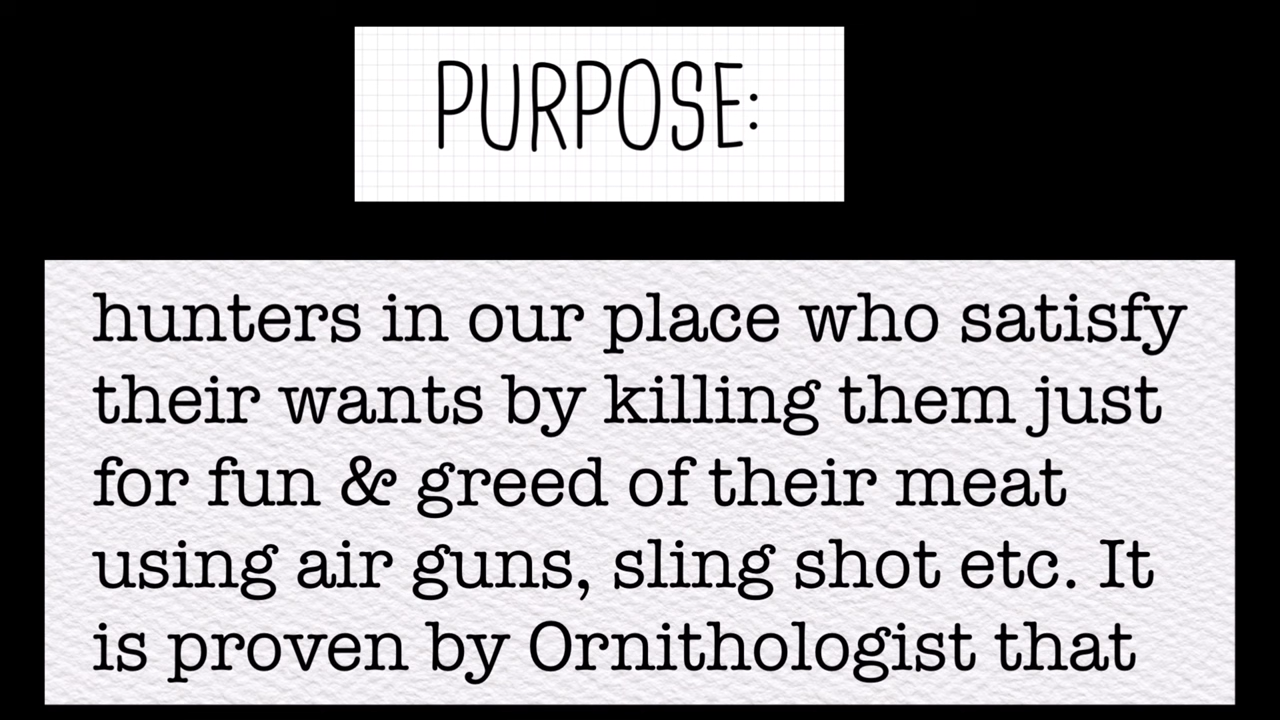 PURPOSE:
hunters in our place who satisfy
their wants by killing them just
for fun & greed of their meat
using air guns, sling shot etc. It
is proven by Ornithologist that